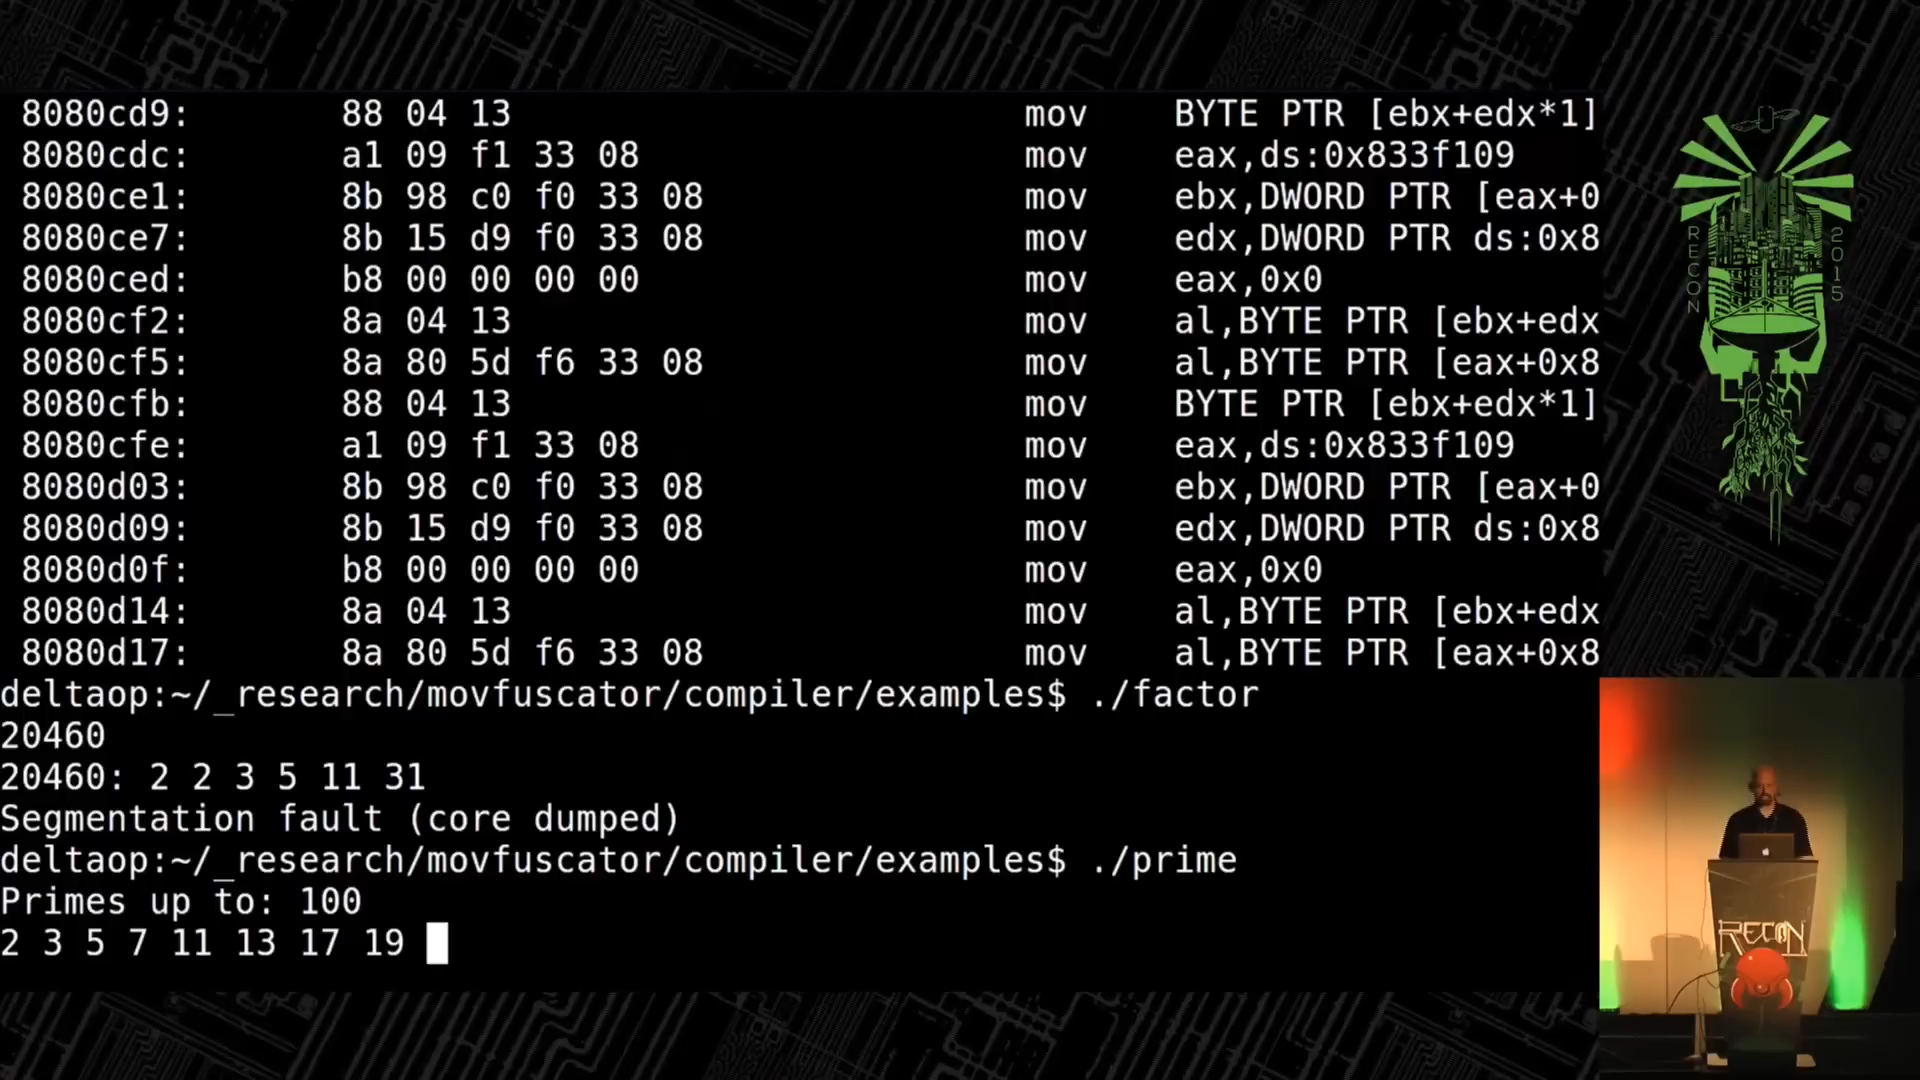 8080cd9: 88 04 13 mov BYTE PTR [ebx+edx*1]
8080cdc: a1 09 f1 33 08 mov eax,ds:0x833f109
8080ce1: 8b 98 c0 f0 33 08 mov ebx,DWORD PTR [eax+0
8080ce7: 8b 15 d9 f0 33 08 mov edx,DWORD PTR ds:0x8
8080ced: b8 00 00 00 00 mov eax,0x0
8080cf2: 8a 04 13 mov al,BYTE PTR [ebx+edx
8080cf5: 8a 80 5d f6 33 08 mov al,BYTE PTR [eax+0x8
8080cfb: 88 04 13 mov BYTE PTR [ebx+edx*1]
8080cfe: a1 09 f1 33 08 mov eax,ds:0x833f109
8080d03: 8b 98 c0 f0 33 08 mov ebx,DWORD PTR [eax+0
8080d09: 8b 15 d9 f0 33 08 mov edx,DWORD PTR ds:0x8
8080d0f: b8 00 00 00 00 mov eax,0x0
8080d14: 8a 04 13 mov al,BYTE PTR [ebx+edx
8080d17: 8a 80 5d f6 33 08 mov al,BYTE PTR [eax+0x8
deltaop:~/_research/movfuscator/compiler/examples$ ./factor
20460
20460: 2 2 3 5 11 31
Segmentation fault (core dumped)
deltaop:~/_research/movfuscator/compiler/examples$ ./prime
Primes up to: 100
2 3 5 7 11 13 17 19
RECON
2015
RECON